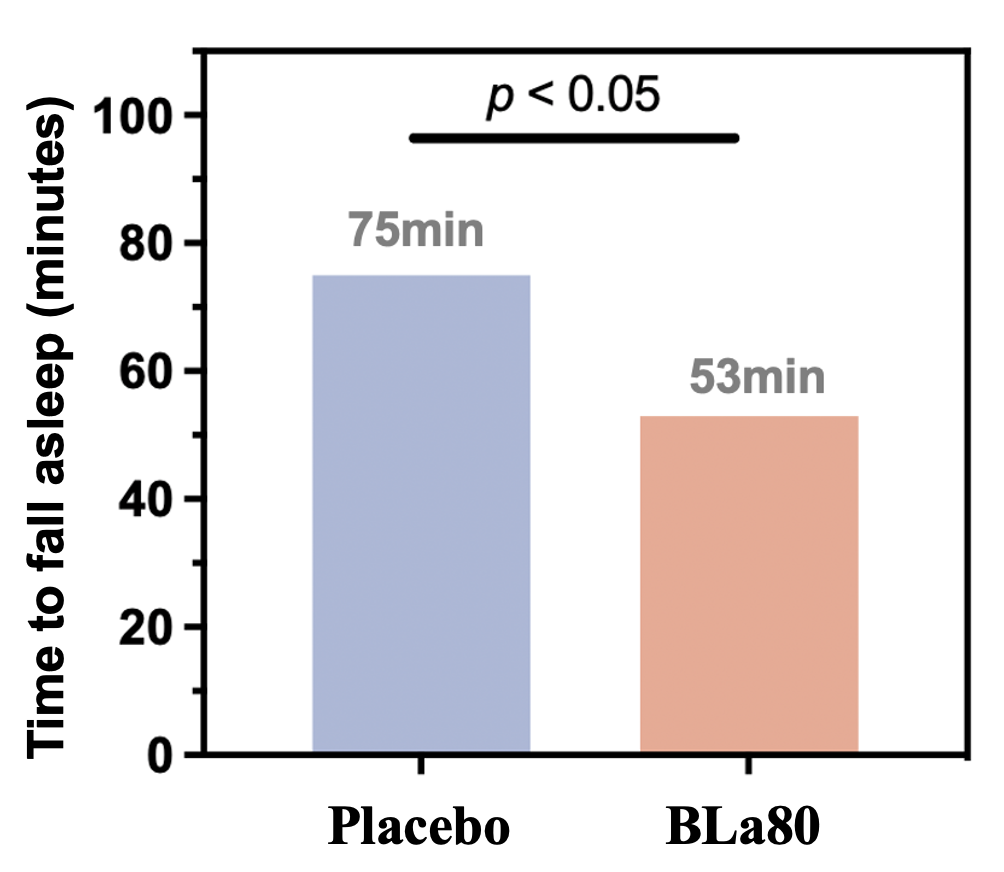 Time to fall asleep (minutes)
100
80
60
40
20
0
p < 0.05
75min
53min
Placebo
BLa80